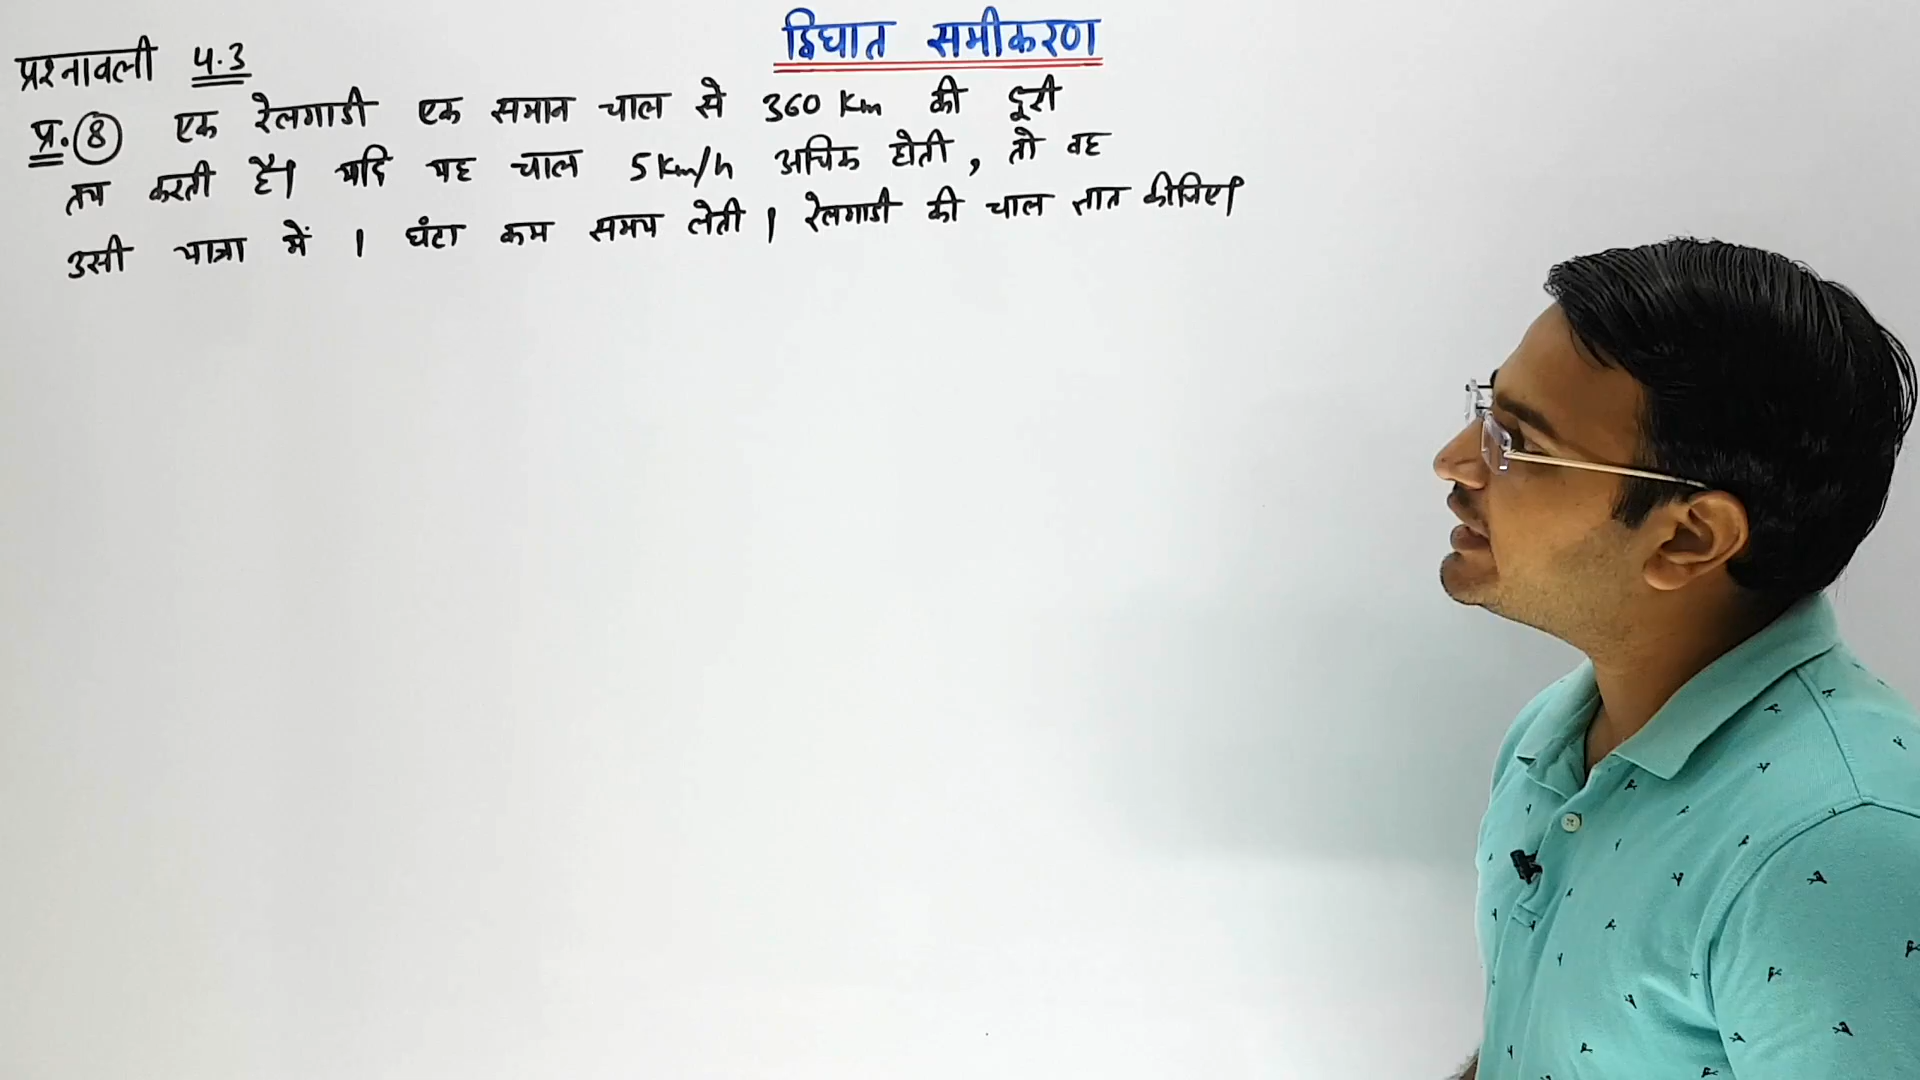 द्विघात समीकरण
प्रश्नावली 4.3
प्र. 8 एक रेलगाडी एक समान चाल से 360 Km की दूरी
तय करती है। यदि यह चाल 5 Km/h अधिक होती, तो वह
उसी यात्रा में 1 घंटा कम समय लेती। रेलगाडी की चाल ज्ञात कीजिए।